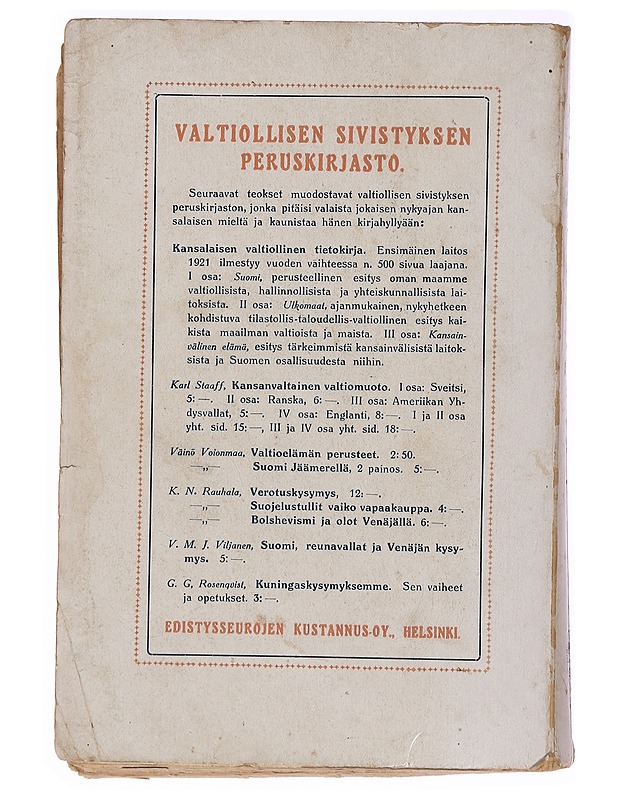 VALTIOLLISEN SIVISTYKSEN
PERUSKIRJASTO.
Seuraavat teokset muodostavat valtiollisen sivistyksen
peruskirjaston, jonka pitäisi valaista jokaisen nykyajan kan-
salaisen mieltä ja kaunistaa hänen kirjahyllyään:
Kansalaisen valtiollinen tietokirja. Ensimäinen laitos
1921 ilmestyy vuoden vaihteessa n. 500 sivua laajana.
I osa: Suomi, perusteellinen esitys oman maamme
valtiollisista, hallinnollisista ja yhteiskunnallisista lai-
toksista. II osa: Ulkomaat, ajanmukainen, nykyhetkeen
kohdistuva tilastollis-taloudellis-valtiollinen esitys kai-
kista maailman valtioista ja maista. III osa: Kansain-
välinen elämä, esitys tärkeimmistä kansainvälisistä laitok-
sista ja Suomen osallisuudesta niihin.
Karl Staaff, Kansanvaltainen valtiomuoto. I osa: Sveitsi,
5:—. II osa: Ranska, 6:—. III osa: Ameriikan Yh-
dysvallat, 5:—. IV osa: Englanti, 8:—. I ja II osa
yht. sid. 15:—, III ja IV osa yht. sid. 18:—.
Väinö Voionmaa, Valtioelämän perusteet. 2:50.
—„— Suomi Jäämerellä, 2 painos. 5:—.
K. N. Rauhala, Verotuskysymys, 12:—.
—„— Suojelustullit vaiko vapaakauppa. 4:—.
—„— Bolshevismi ja olot Venäjällä. 6:—.
V. M. J. Viljanen, Suomi, reunavallat ja Venäjän kysy-
mys. 5:—.
G. G, Rosenqvist, Kuningaskysymyksemme. Sen vaiheet
ja opetukset. 3:—.
EDISTYSSEUROJEN KUSTANNUS-OY., HELSINKI.